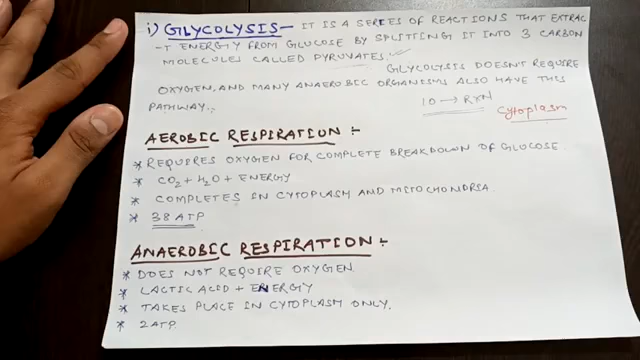 i) GLYCOLYSIS - IT IS A SERIES OF REACTIONS THAT EXTRAC
-T ENERGY FROM GLUCOSE BY SPLITING IT INTO 3 CARBON
MOLECULES CALLED PYRUVATES.
GLYCOLYSIS DOESN'T REQUIRE
OXYGEN, AND MANY ANAEROBIC ORGANISMS ALSO HAVE THIS
PATHWAY.
10 → RXN
Cytoplasm
AEROBIC RESPIRATION :-
* REQUIRES OXYGEN FOR COMPLETE BREAKDOWN OF GLUCOSE.
* CO2 + H2O + ENERGY
* COMPLETES IN CYTOPLASM AND MITOCHONDRIA.
* 38 ATP
ANAEROBIC RESPIRATION :-
* DOES NOT REQUIRE OXYGEN
* LACTIC ACID + ENERGY
* TAKES PLACE IN CYTOPLASM ONLY.
* 2 ATP